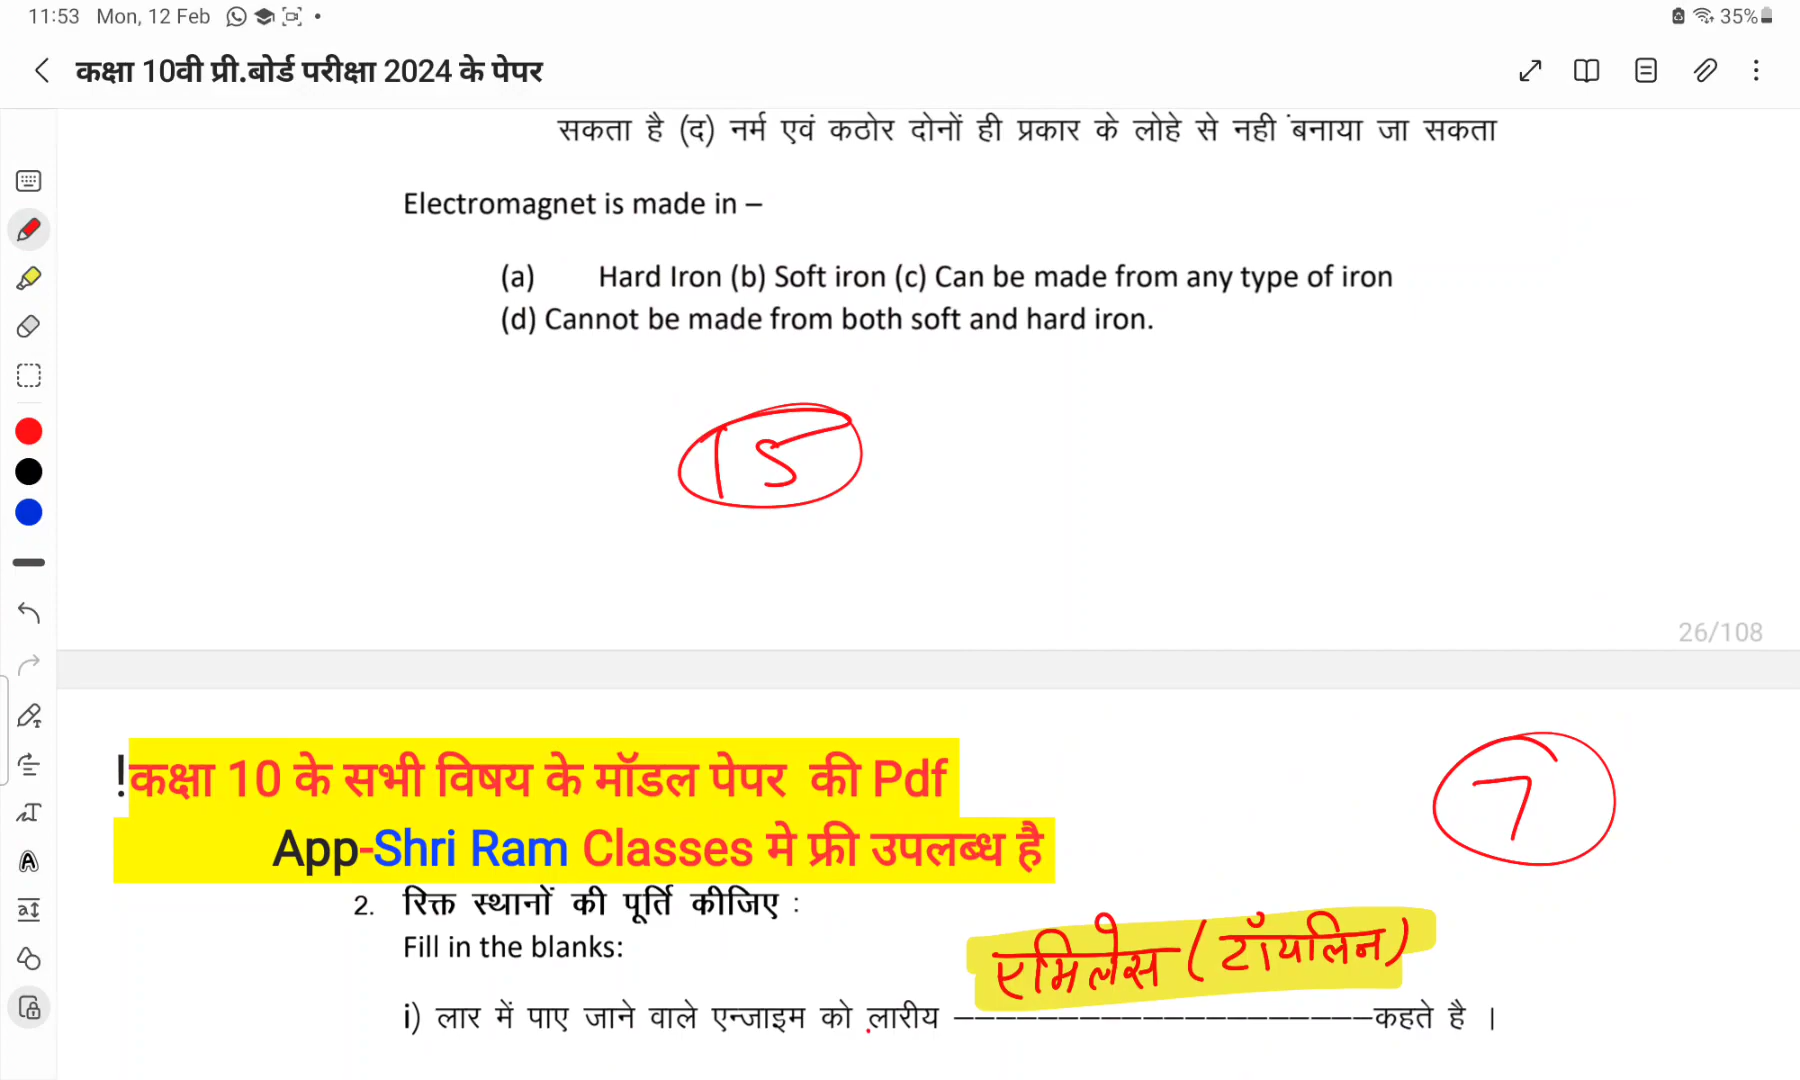 11:53 Mon, 12 Feb 35%
कक्षा 10वी प्री.बोर्ड परीक्षा 2024 के पेपर
सकता है (द) नर्म एवं कठोर दोनों ही प्रकार के लोहे से नही बनाया जा सकता
Electromagnet is made in –
(a) Hard Iron (b) Soft iron (c) Can be made from any type of iron
(d) Cannot be made from both soft and hard iron.
15
26/108
!कक्षा 10 के सभी विषय के मॉडल पेपर की Pdf
7
App-Shri Ram Classes मे फ्री उपलब्ध है
2. रिक्त स्थानों की पूर्ति कीजिए :
Fill in the blanks:
एमिलेस (टॉयलिन)
i) लार में पाए जाने वाले एन्जाइम को लारीय ––––––––––––––––––––कहते है ।